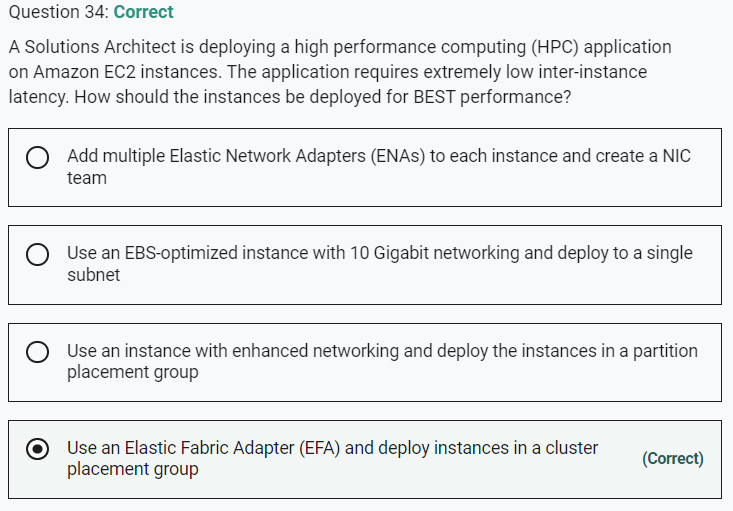 Question 34: Correct
A Solutions Architect is deploying a high performance computing (HPC) application
on Amazon EC2 instances. The application requires extremely low inter-instance
latency. How should the instances be deployed for BEST performance?
Add multiple Elastic Network Adapters (ENAs) to each instance and create a NIC
team
Use an EBS-optimized instance with 10 Gigabit networking and deploy to a single
subnet
Use an instance with enhanced networking and deploy the instances in a partition
placement group
Use an Elastic Fabric Adapter (EFA) and deploy instances in a cluster
placement group
(Correct)